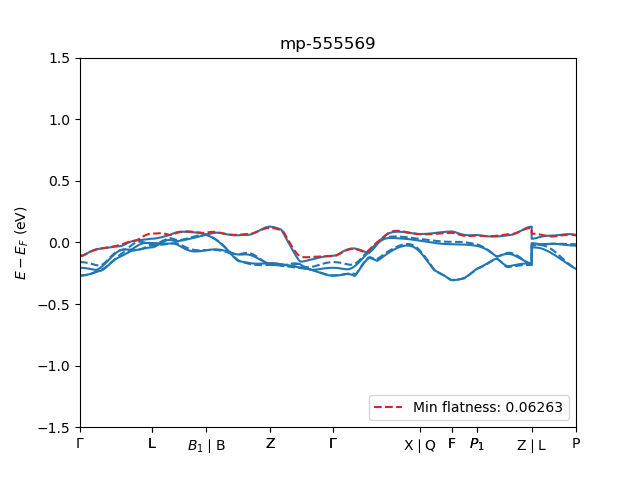 mp-555569
1.5
1.0
0.5
0.0
−0.5
−1.0
−1.5
E − E_F (eV)
Min flatness: 0.06263
Γ L B₁ | B Z Γ X | Q F P₁ Z | L P